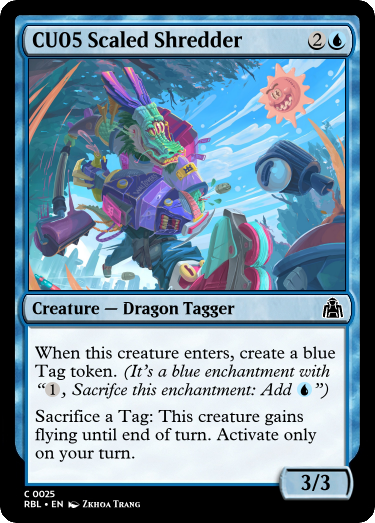 CU05 Scaled Shredder 2
Creature — Dragon Tagger
When this creature enters, create a blue
Tag token. (It's a blue enchantment with
“1, Sacrifce this enchantment: Add ”)
Sacrifice a Tag: This creature gains
flying until end of turn. Activate only
on your turn.
3/3
C 0025
RBL • EN Zkhoa Trang